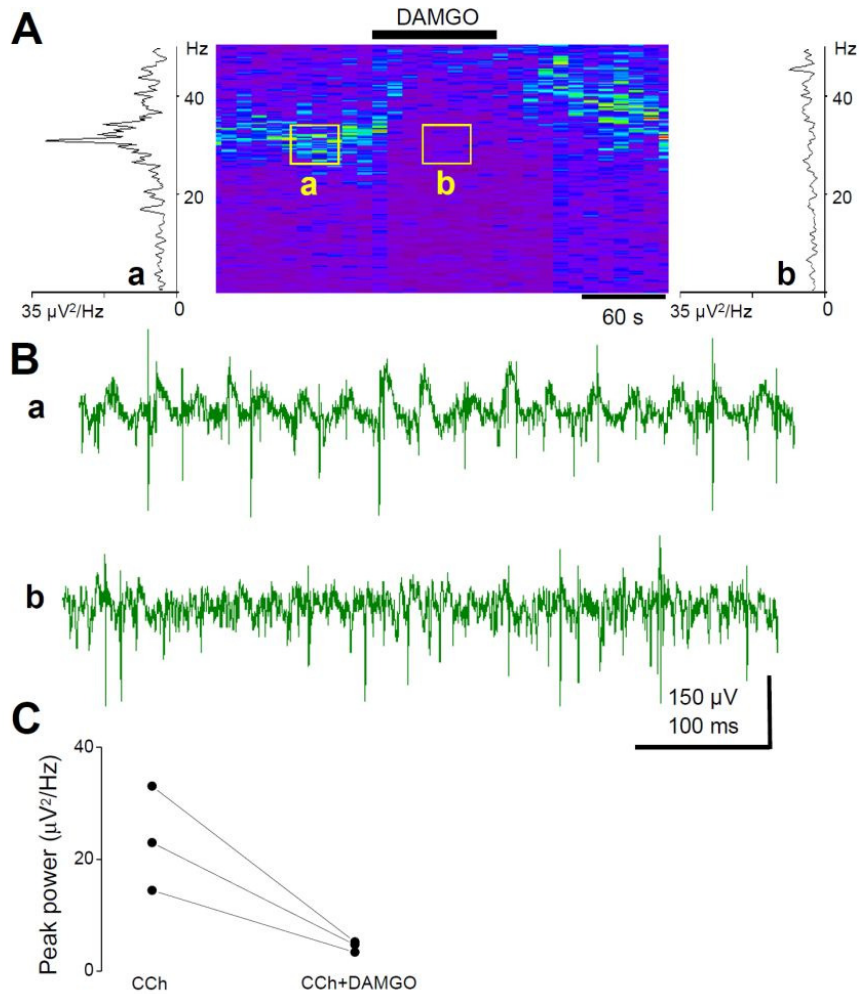 A
DAMGO
Hz
40
20
a
35 µV²/Hz
0
a
b
60 s
Hz
40
20
b
35 µV²/Hz
0
B
a
b
150 µV
100 ms
C
Peak power (µV²/Hz)
40
20
0
CCh
CCh+DAMGO